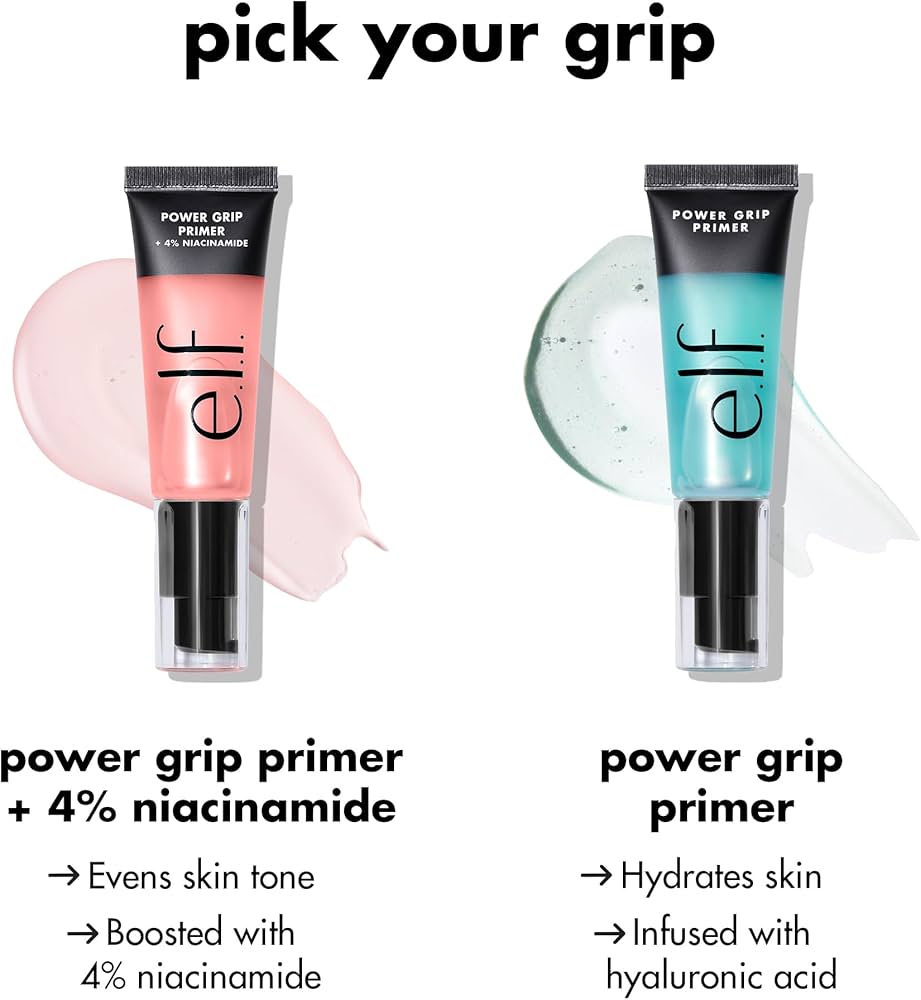 pick your grip
POWER GRIP
PRIMER
+ 4% NIACINAMIDE
e.l.f.
POWER GRIP
PRIMER
e.l.f.
power grip primer
+ 4% niacinamide
→ Evens skin tone
→ Boosted with
4% niacinamide
power grip
primer
→ Hydrates skin
→ Infused with
hyaluronic acid